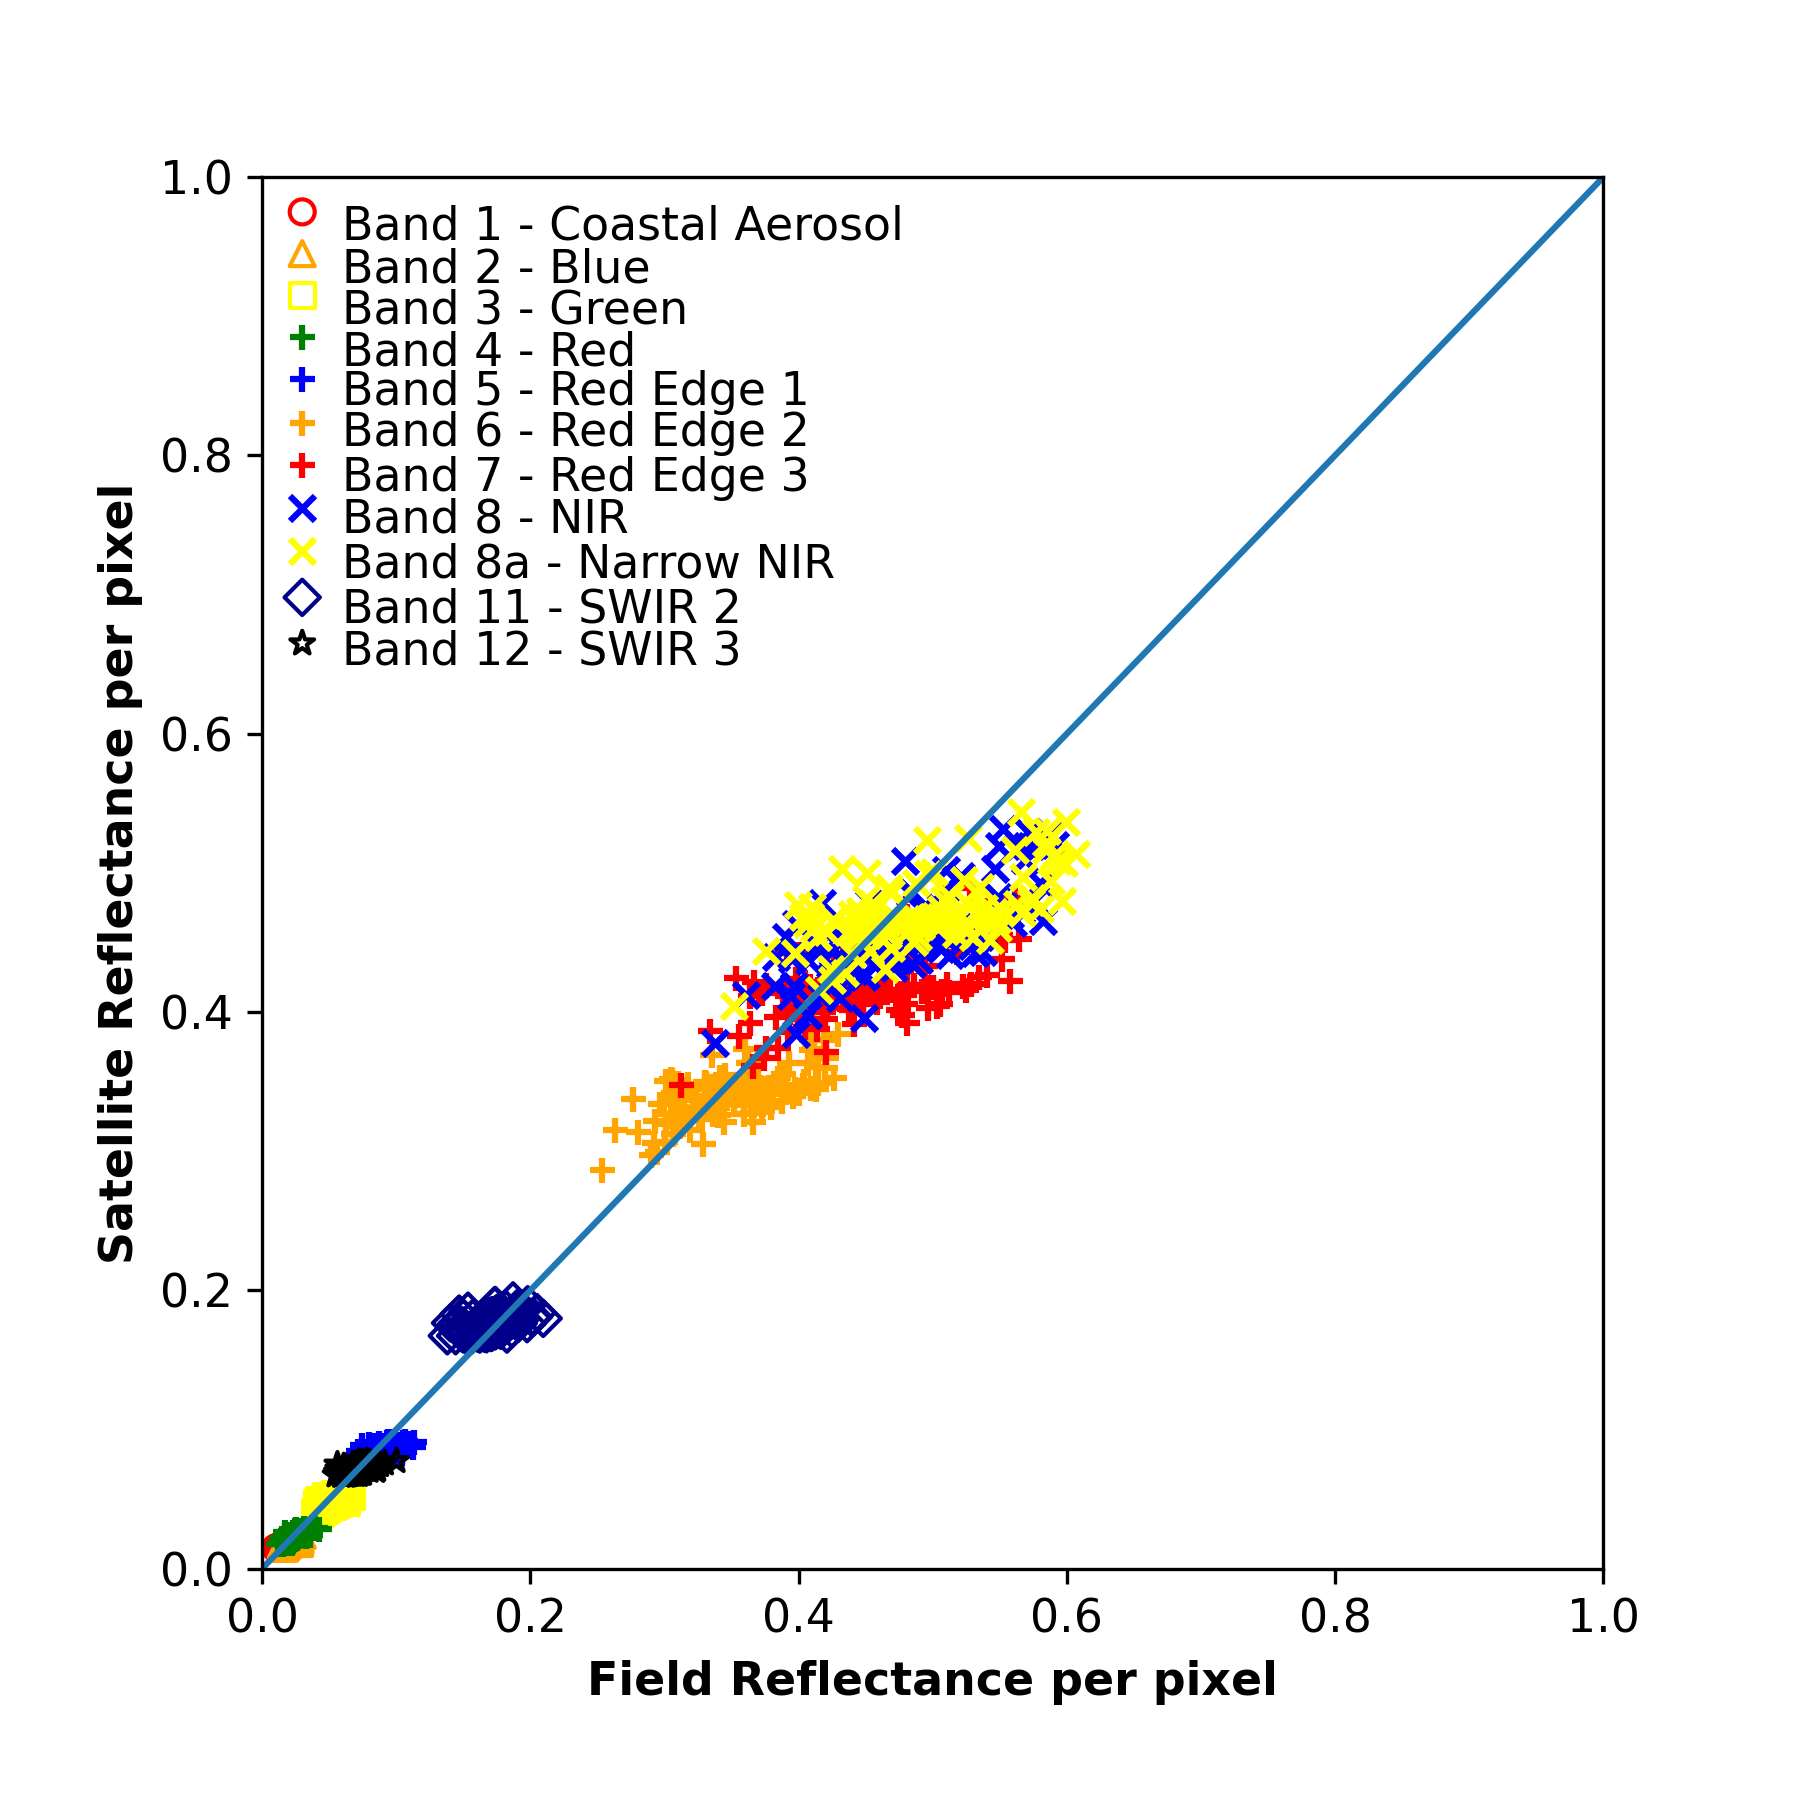 1.0
Band 1 - Coastal Aerosol
Band 2 - Blue
Band 3 - Green
Band 4 - Red
Band 5 - Red Edge 1
Band 6 - Red Edge 2
Band 7 - Red Edge 3
Band 8 - NIR
Band 8a - Narrow NIR
Band 11 - SWIR 2
Band 12 - SWIR 3
0.8
0.6
0.4
0.2
0.0
Satellite Reflectance per pixel
0.0 0.2 0.4 0.6 0.8 1.0
Field Reflectance per pixel